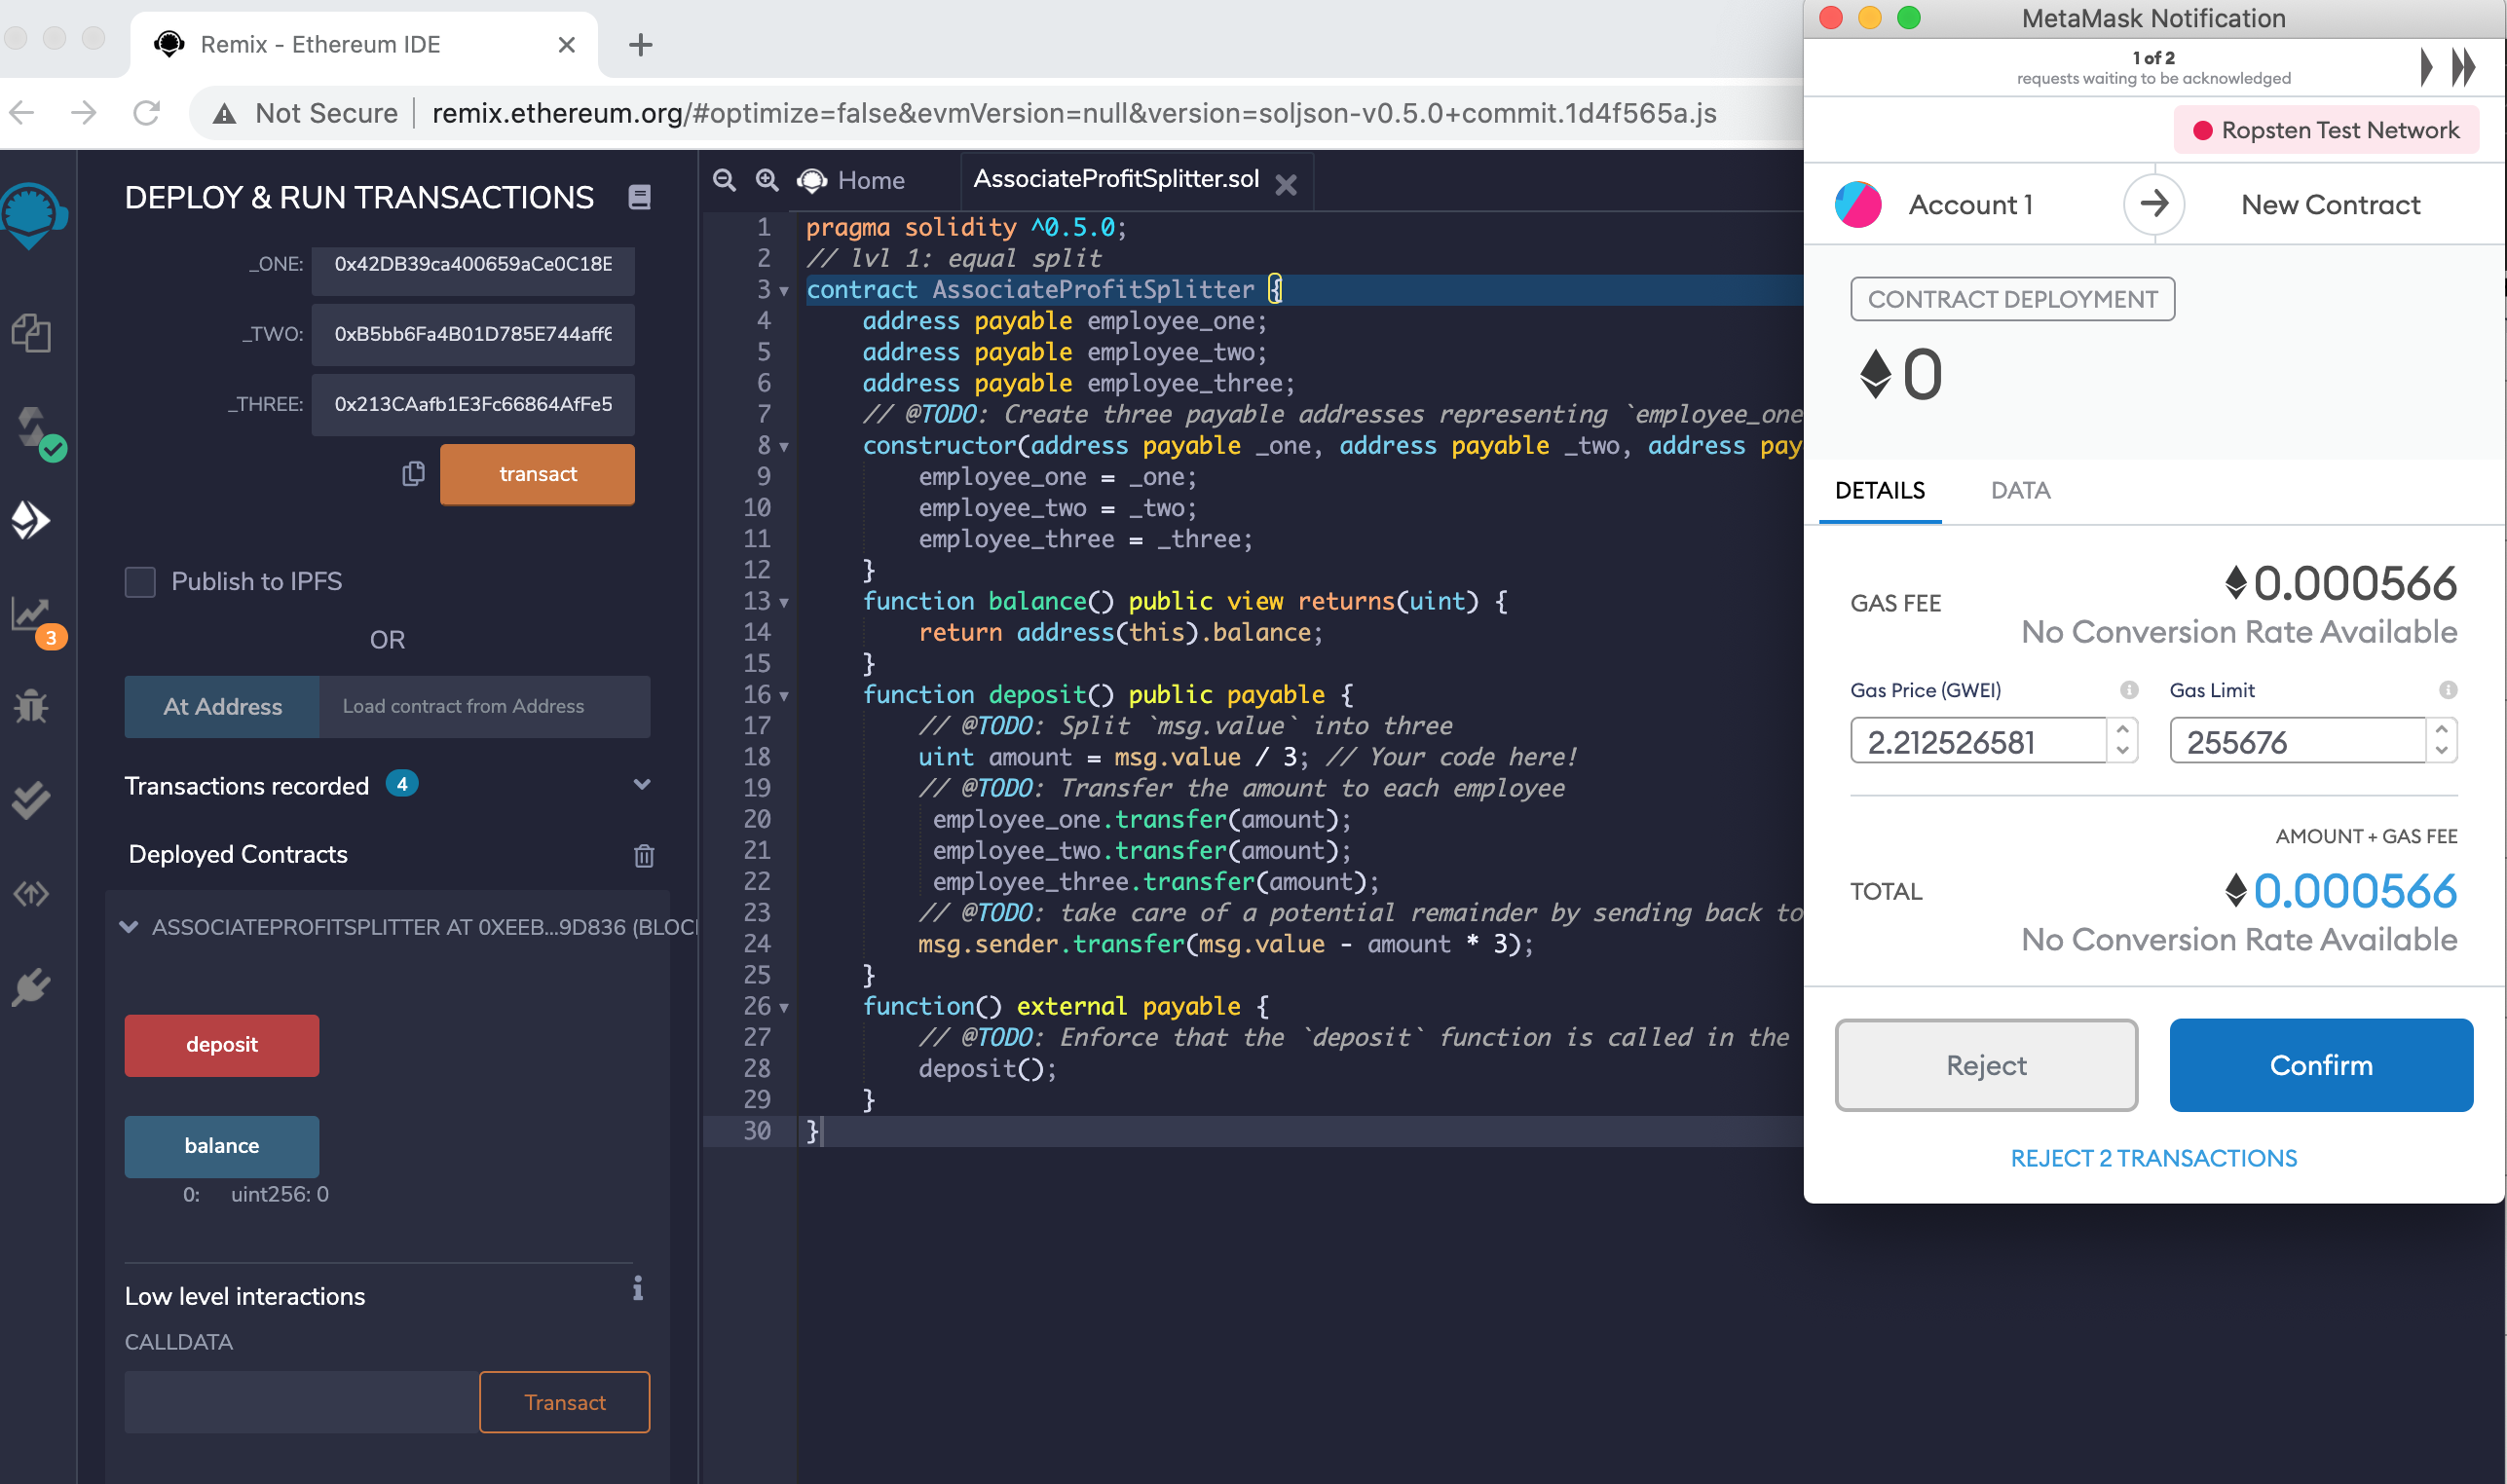 Remix - Ethereum IDE
Not Secure
remix.ethereum.org/#optimize=false&evmVersion=null&version=soljson-v0.5.0+commit.1d4f565a.js
DEPLOY & RUN TRANSACTIONS
_ONE:
0x42DB39ca400659aCe0C18E
_TWO:
0xB5bb6Fa4B01D785E744aff6
_THREE:
0x213CAafb1E3Fc66864AfFe5
transact
Publish to IPFS
OR
At Address
Load contract from Address
Transactions recorded 4
Deployed Contracts
ASSOCIATEPROFITSPLITTER AT 0XEEB...9D836 (BLOC
deposit
balance
0: uint256: 0
Low level interactions
CALLDATA
Transact
3
Home
AssociateProfitSplitter.sol
1 pragma solidity ^0.5.0;
2 // lvl 1: equal split
3 contract AssociateProfitSplitter {
4 address payable employee_one;
5 address payable employee_two;
6 address payable employee_three;
7 // @TODO: Create three payable addresses representing `employee_one
8 constructor(address payable _one, address payable _two, address pay
9 employee_one = _one;
10 employee_two = _two;
11 employee_three = _three;
12 }
13 function balance() public view returns(uint) {
14 return address(this).balance;
15 }
16 function deposit() public payable {
17 // @TODO: Split `msg.value` into three
18 uint amount = msg.value / 3; // Your code here!
19 // @TODO: Transfer the amount to each employee
20 employee_one.transfer(amount);
21 employee_two.transfer(amount);
22 employee_three.transfer(amount);
23 // @TODO: take care of a potential remainder by sending back to
24 msg.sender.transfer(msg.value - amount * 3);
25 }
26 function() external payable {
27 // @TODO: Enforce that the `deposit` function is called in the
28 deposit();
29 }
30 }
MetaMask Notification
1 of 2
requests waiting to be acknowledged
Ropsten Test Network
Account 1
New Contract
CONTRACT DEPLOYMENT
0
DETAILS
DATA
GAS FEE
0.000566
No Conversion Rate Available
Gas Price (GWEI)
Gas Limit
2.212526581
255676
AMOUNT + GAS FEE
TOTAL
0.000566
No Conversion Rate Available
Reject
Confirm
REJECT 2 TRANSACTIONS